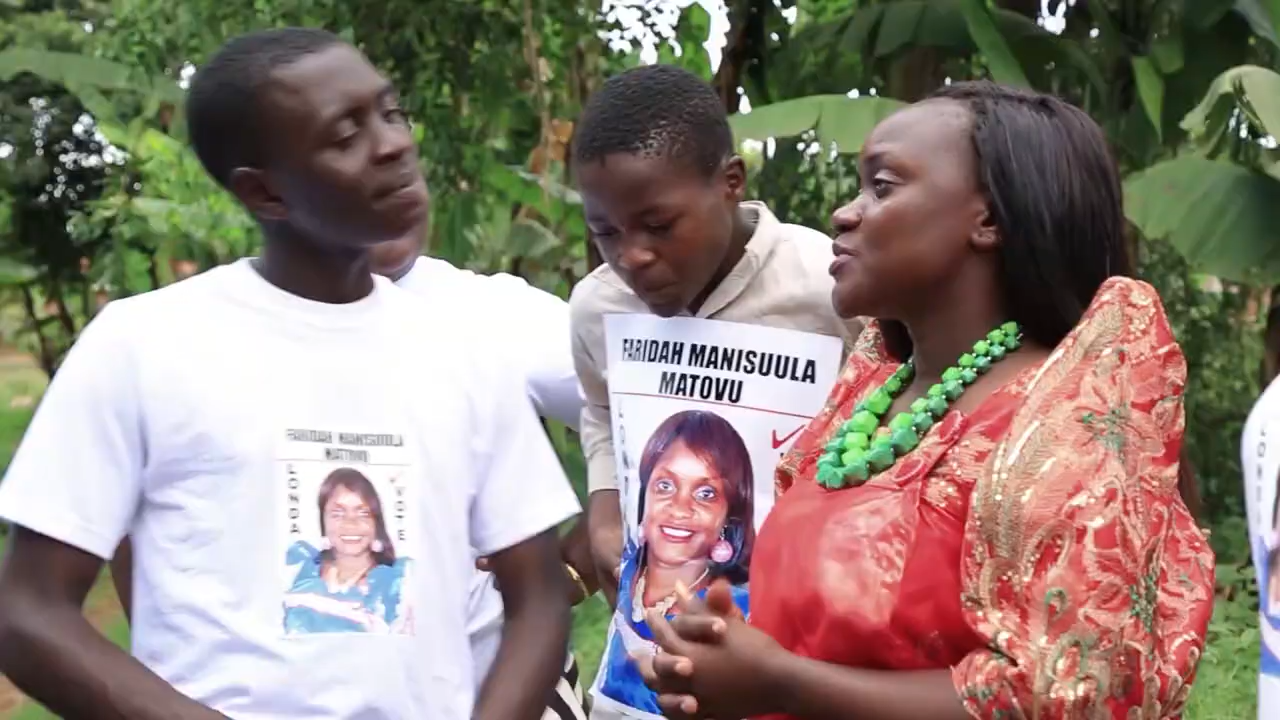 FARIDAH MANISUULA
MATOVU
FARIDAH MANISUULA
MATOVU
LONDA
VOTE